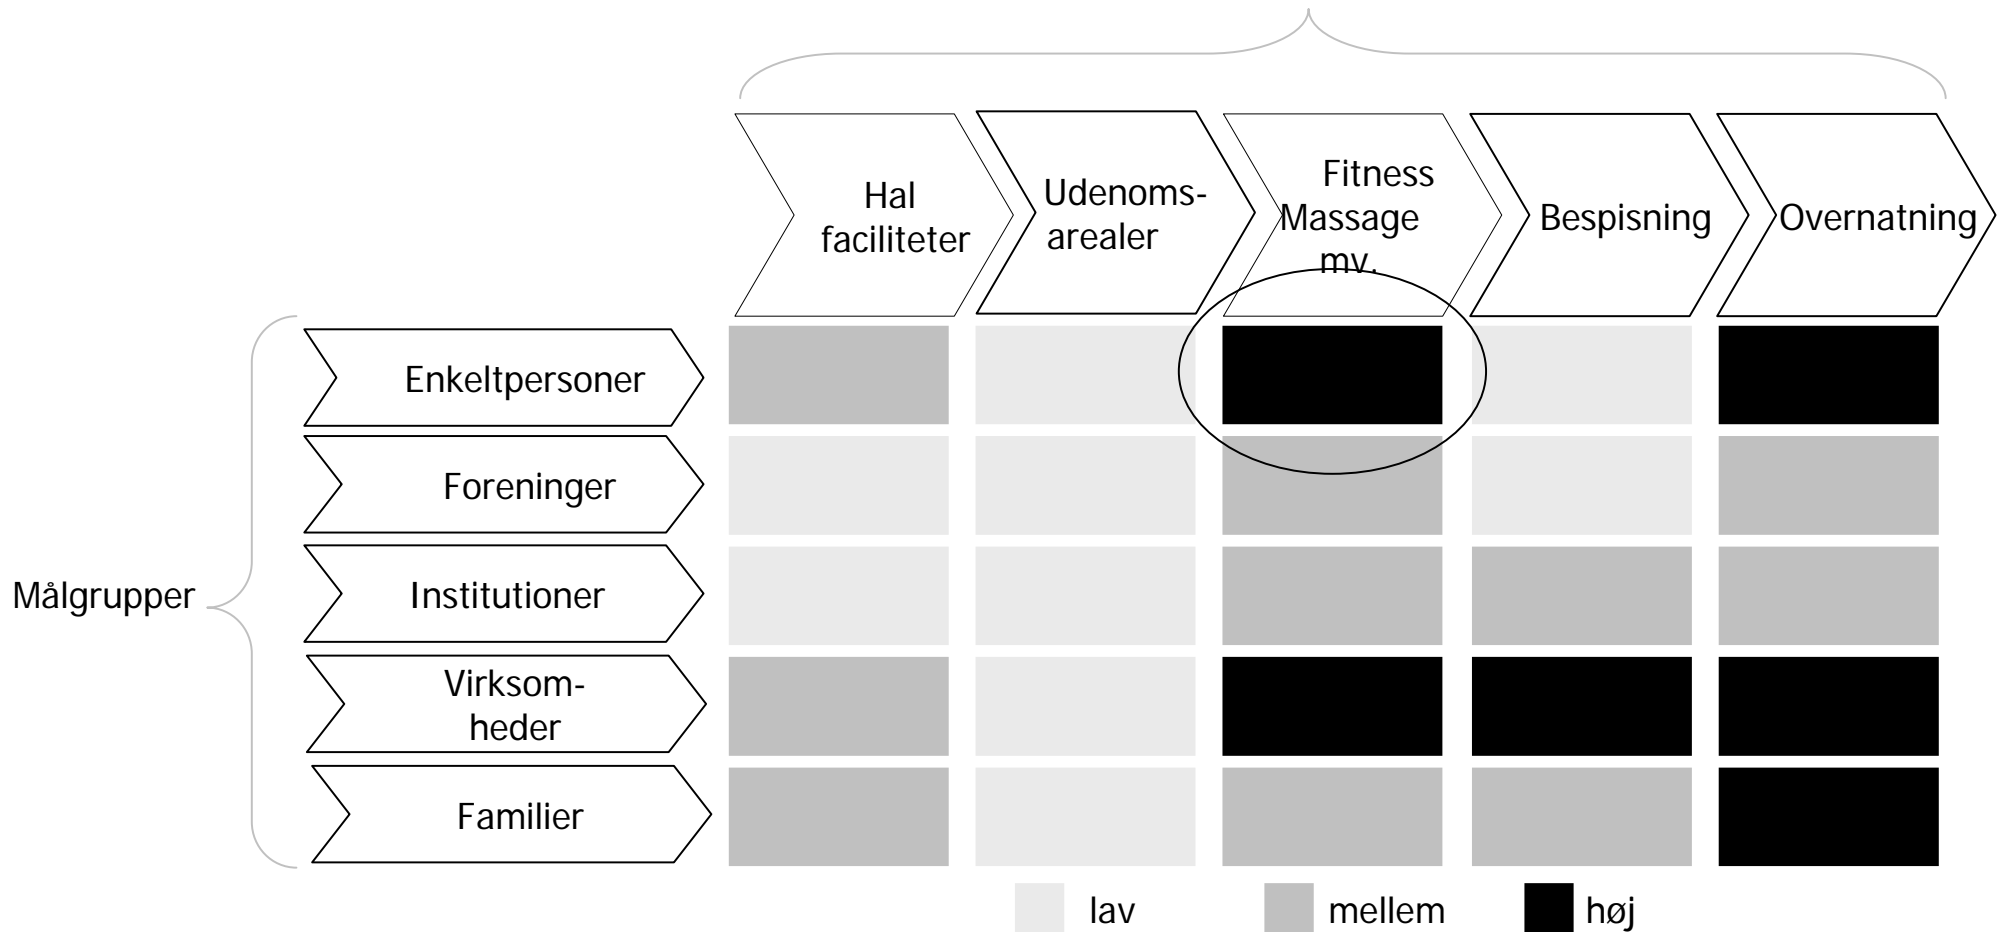 Hal
faciliteter
Udenoms-
arealer
Fitness
Massage
mv.
Bespisning
Overnatning
Målgrupper
Enkeltpersoner
Foreninger
Institutioner
Virksom-
heder
Familier
lav
mellem
høj